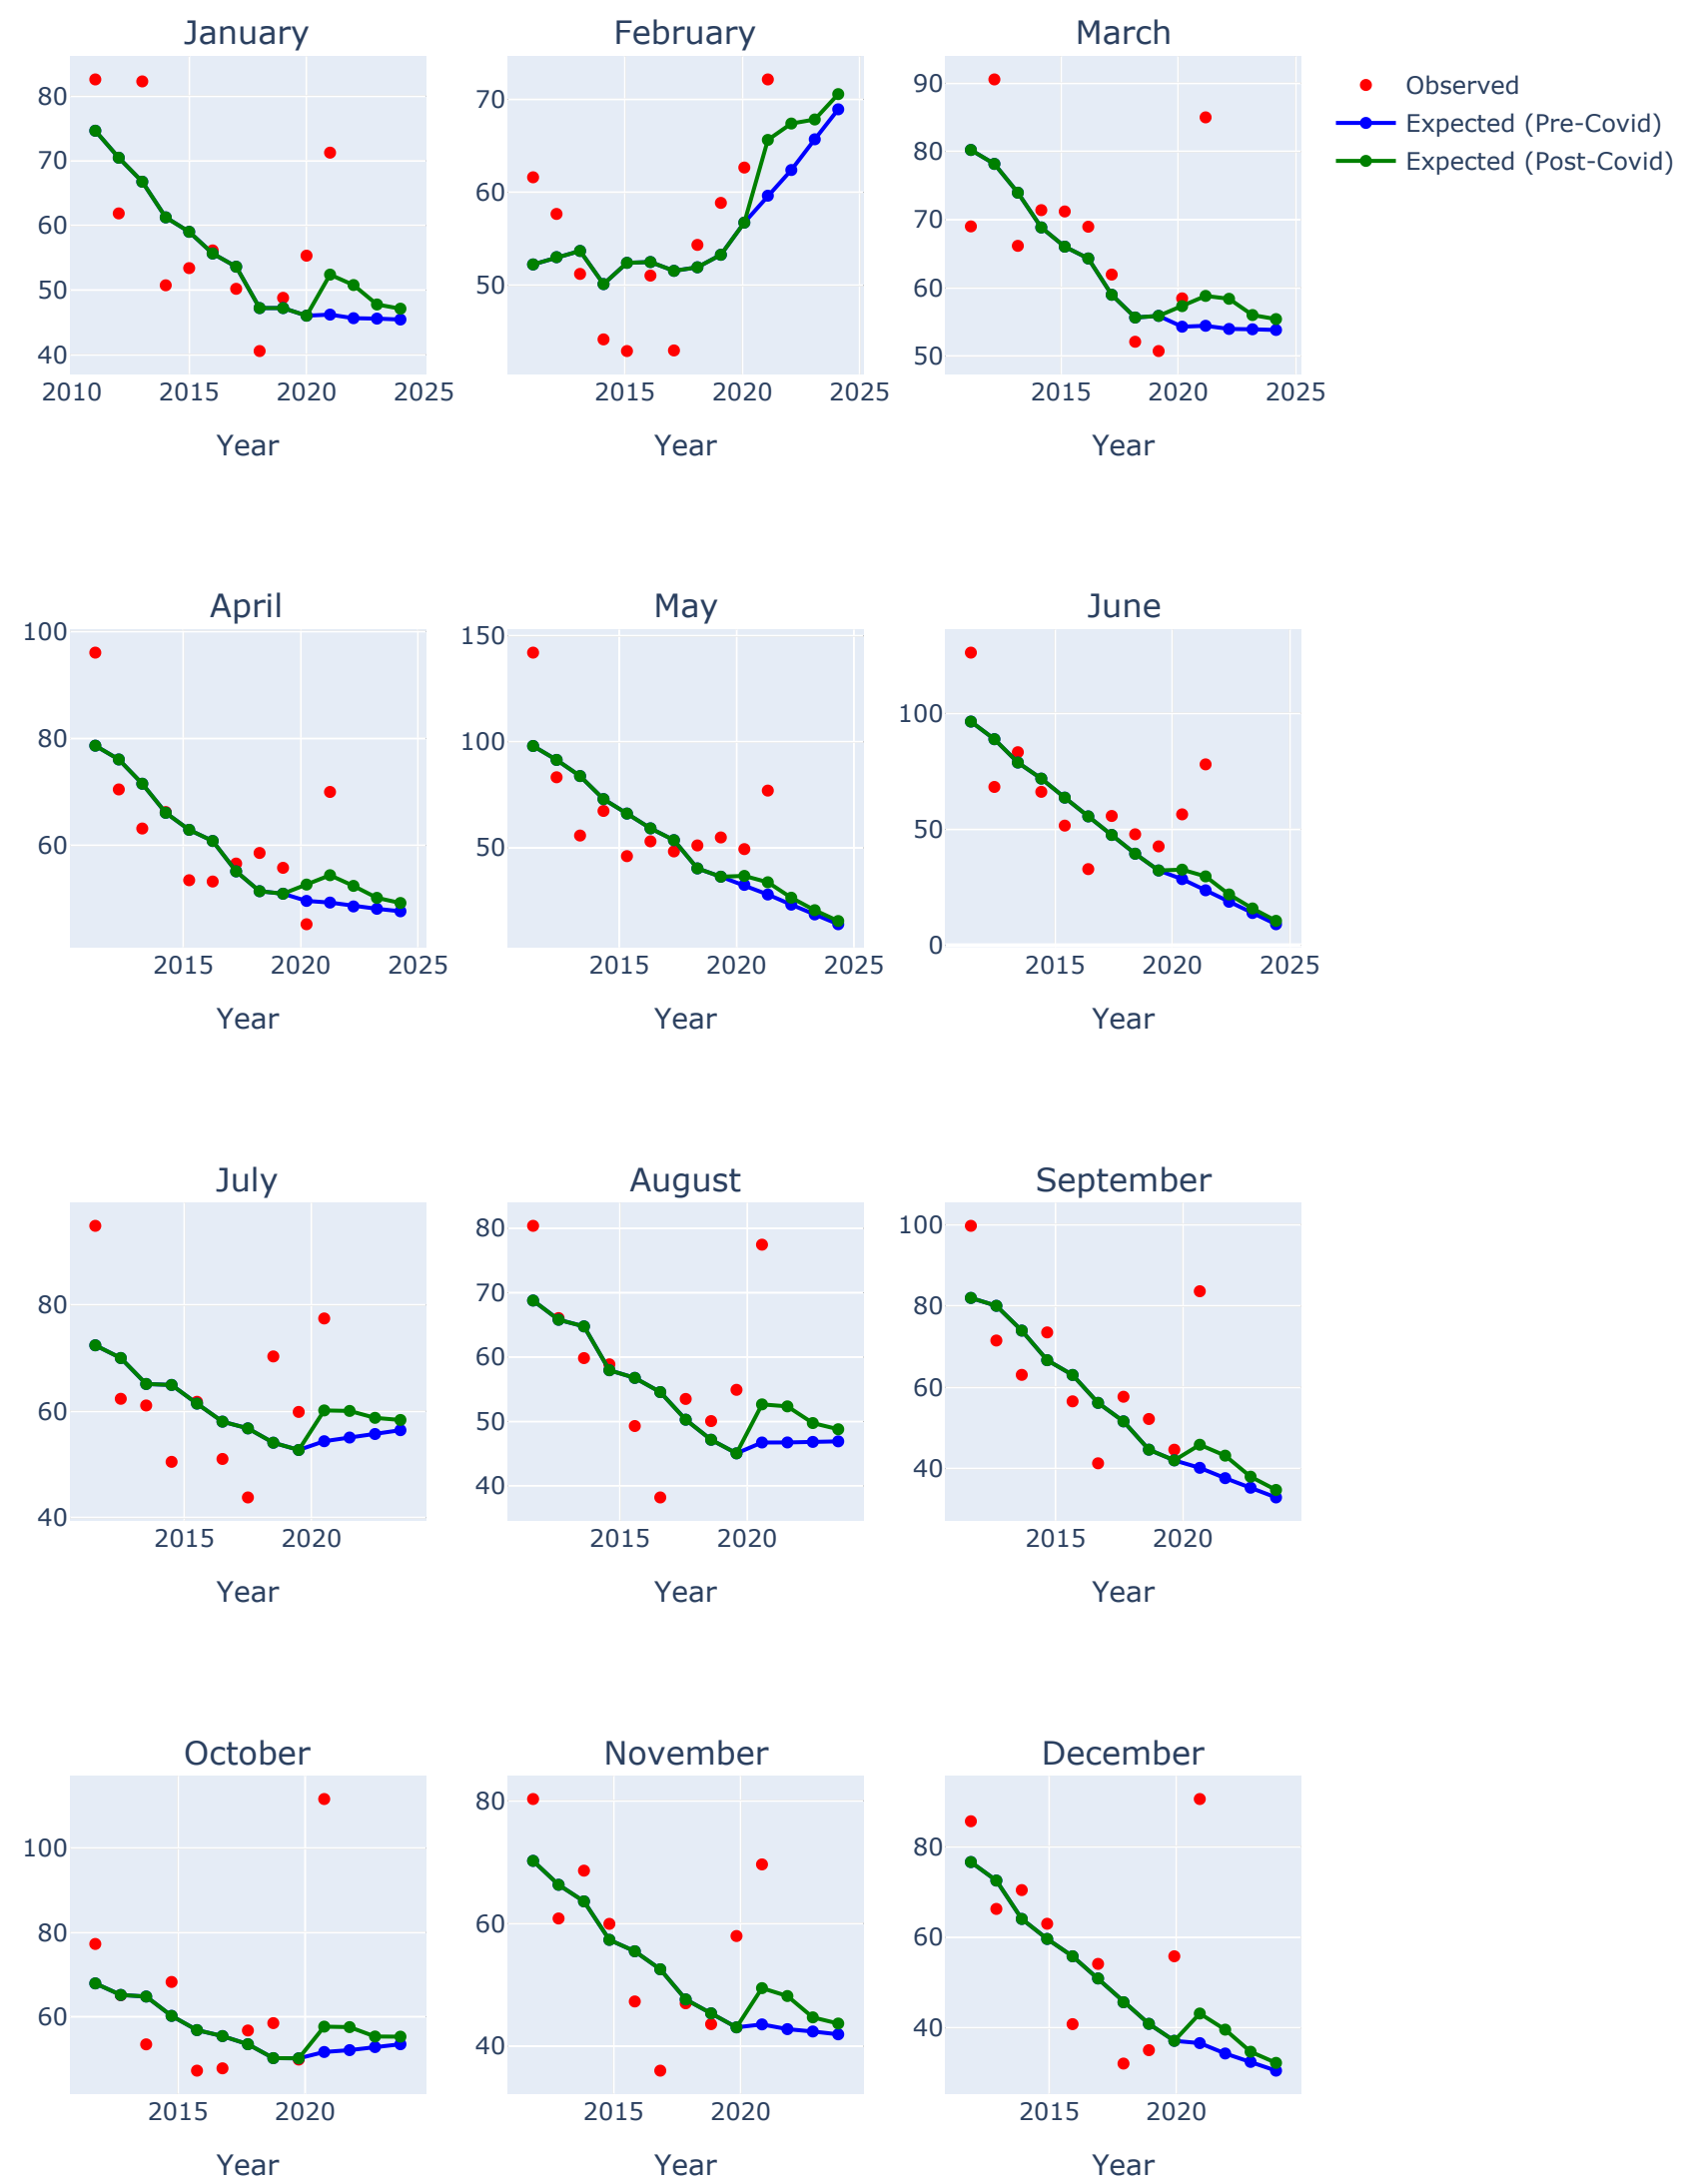 January
February
March
80
70
60
50
40
2010
2015
2020
2025
Year
70
60
50
2015
2020
2025
Year
90
80
70
60
50
2015
2020
2025
Year
Observed
Expected (Pre-Covid)
Expected (Post-Covid)
April
May
June
100
80
60
2015
2020
2025
Year
150
100
50
2015
2020
2025
Year
100
50
0
2015
2020
2025
Year
July
August
September
80
60
40
2015
2020
Year
80
70
60
50
40
2015
2020
Year
100
80
60
40
2015
2020
Year
October
November
December
100
80
60
2015
2020
Year
80
60
40
2015
2020
Year
80
60
40
2015
2020
Year